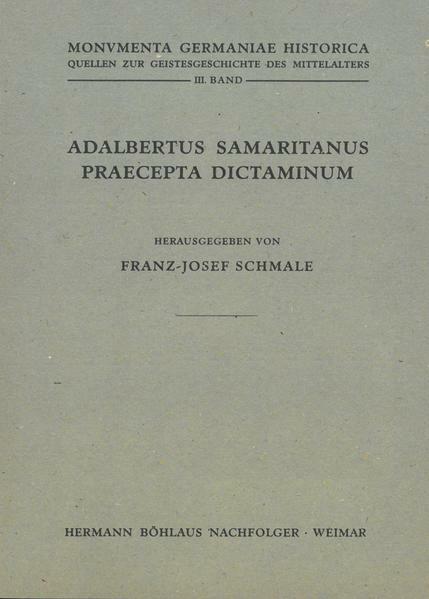 MONVMENTA GERMANIAE HISTORICA
QUELLEN ZUR GEISTESGESCHICHTE DES MITTELALTERS
III. BAND
ADALBERTUS SAMARITANUS
PRAECEPTA DICTAMINUM
HERAUSGEGEBEN VON
FRANZ-JOSEF SCHMALE
HERMANN BÖHLAUS NACHFOLGER · WEIMAR